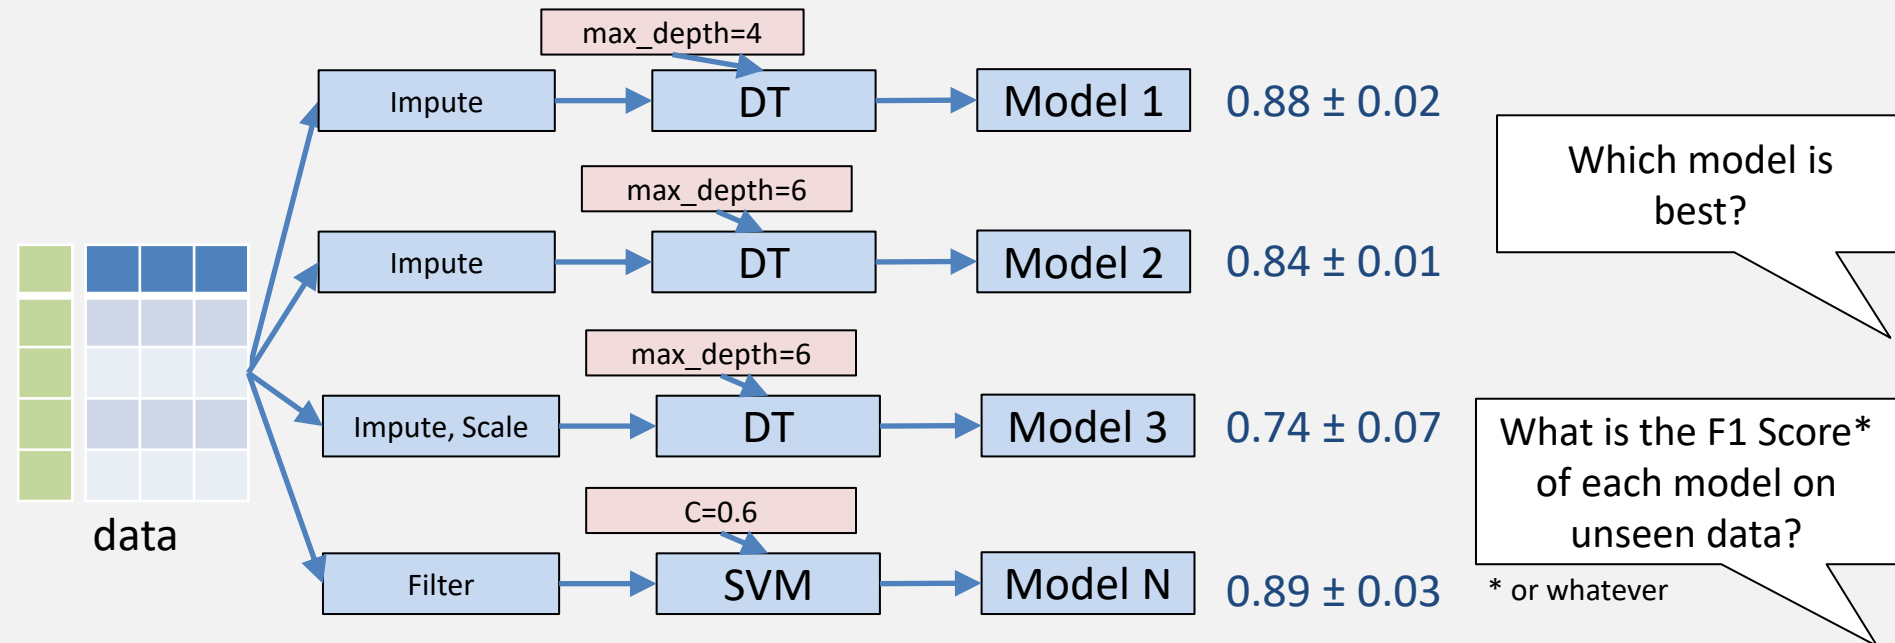 max_depth=4
Impute
DT
Model 1
0.88 ± 0.02
Which model is
best?
max_depth=6
Impute
DT
Model 2
0.84 ± 0.01
max_depth=6
Impute, Scale
DT
Model 3
0.74 ± 0.07
What is the F1 Score*
of each model on
unseen data?
data
C=0.6
Filter
SVM
Model N
0.89 ± 0.03
* or whatever